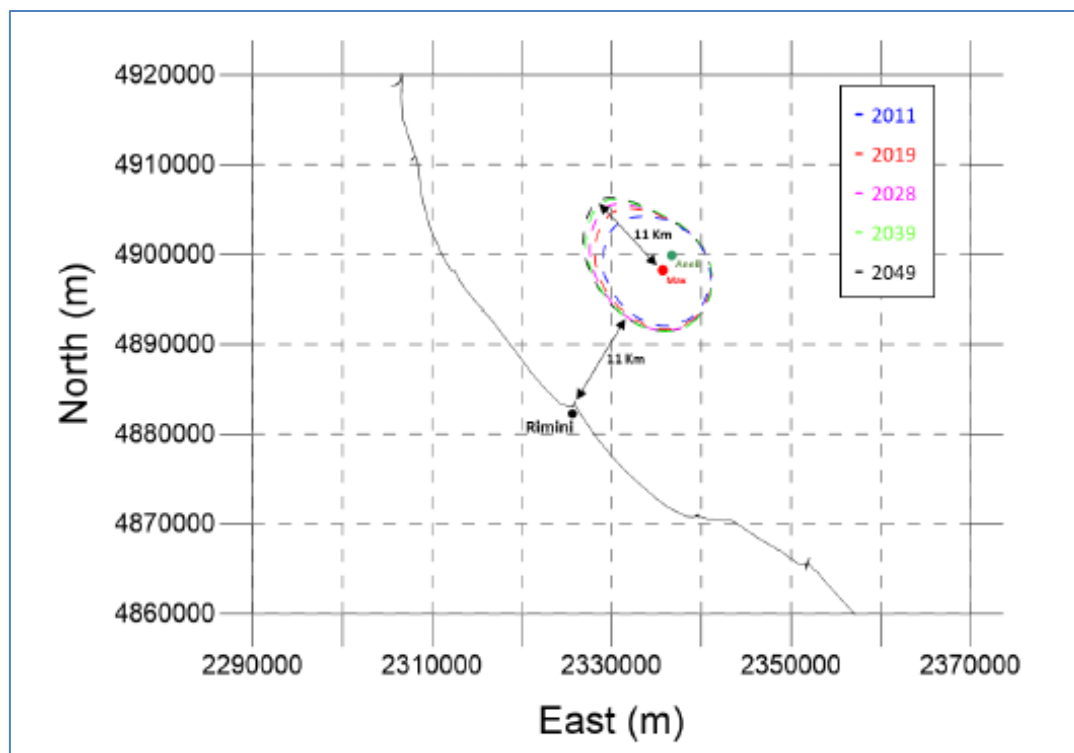 4920000
4910000
4900000
4890000
4880000
4870000
4860000
North (m)
- 2011
- 2019
- 2028
- 2039
- 2049
11 Km
Max
11 Km
Rimini
2290000 2310000 2330000 2350000 2370000
East (m)